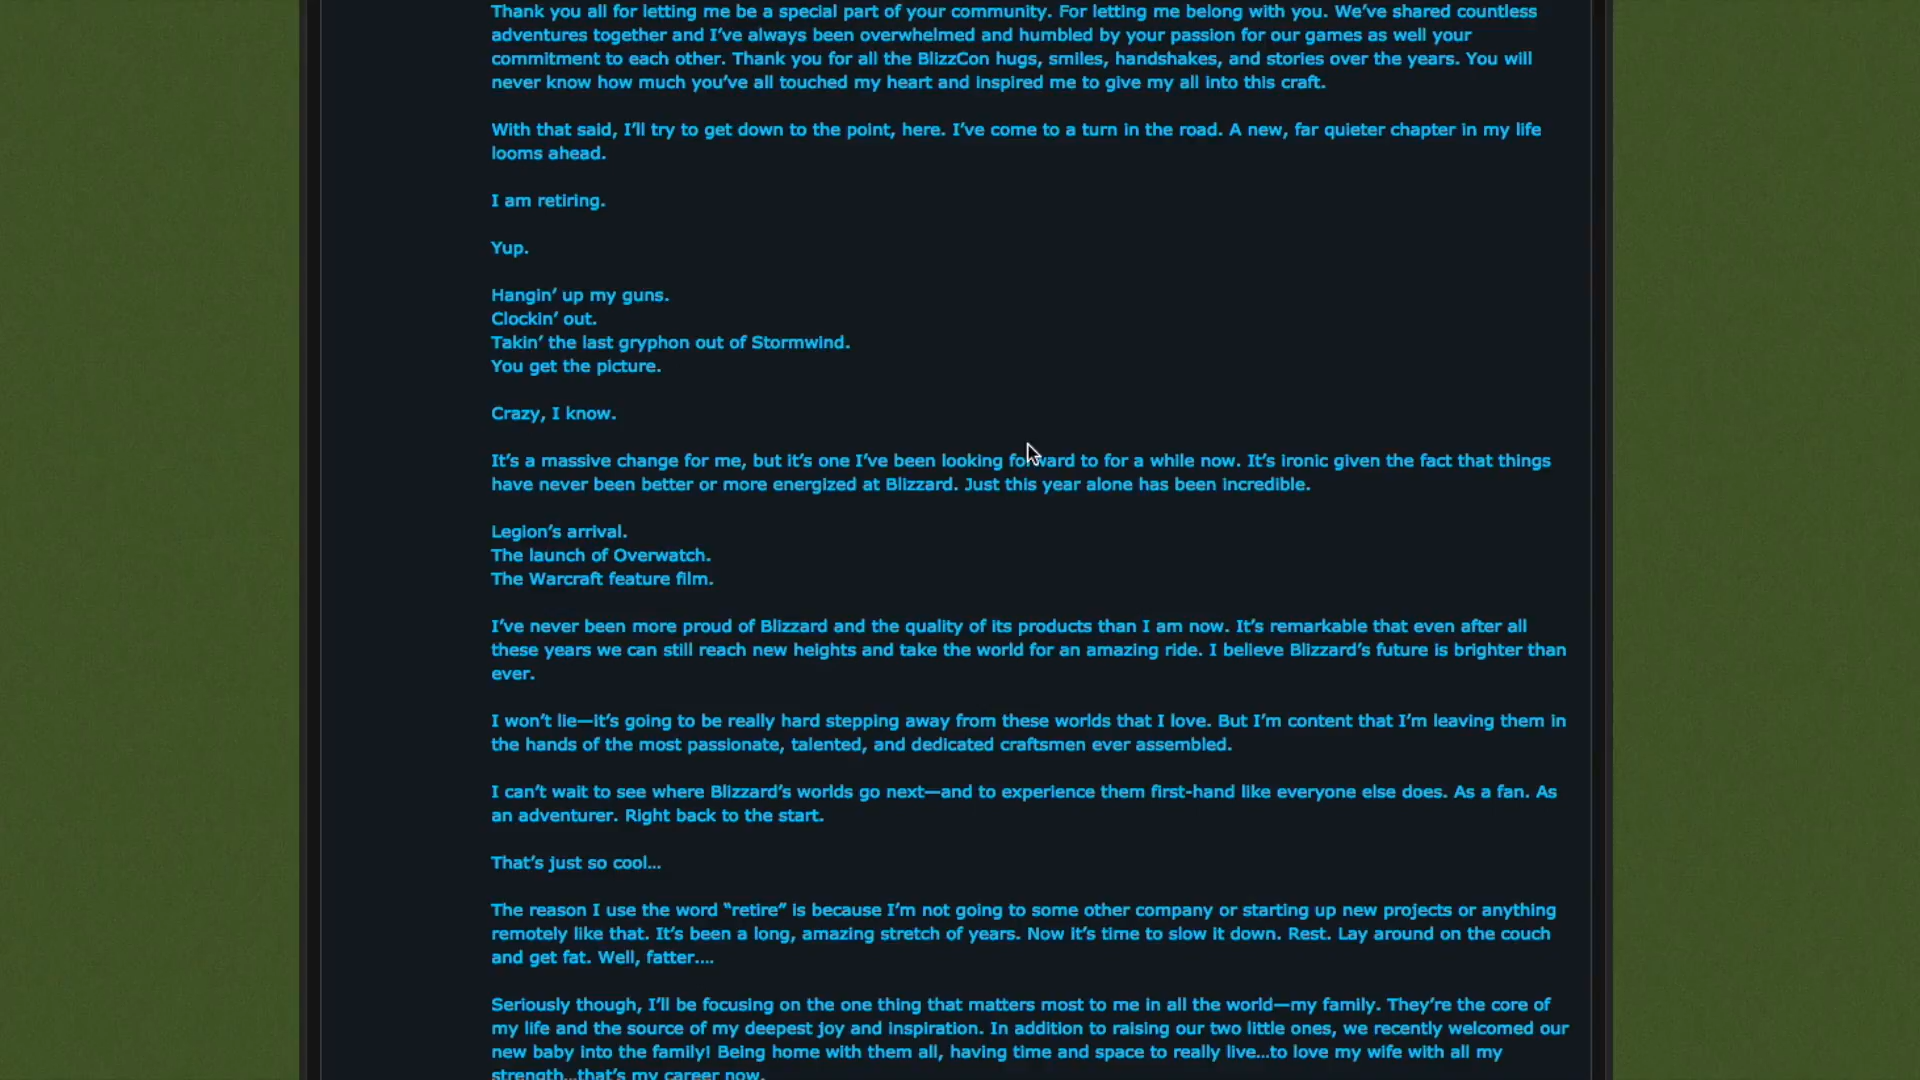 Thank you all for letting me be a special part of your community. For letting me belong with you. We’ve shared countless
adventures together and I’ve always been overwhelmed and humbled by your passion for our games as well your
commitment to each other. Thank you for all the BlizzCon hugs, smiles, handshakes, and stories over the years. You will
never know how much you’ve all touched my heart and inspired me to give my all into this craft.
With that said, I’ll try to get down to the point, here. I’ve come to a turn in the road. A new, far quieter chapter in my life
looms ahead.
I am retiring.
Yup.
Hangin’ up my guns.
Clockin’ out.
Takin’ the last gryphon out of Stormwind.
You get the picture.
Crazy, I know.
It’s a massive change for me, but it’s one I’ve been looking forward to for a while now. It’s ironic given the fact that things
have never been better or more energized at Blizzard. Just this year alone has been incredible.
Legion’s arrival.
The launch of Overwatch.
The Warcraft feature film.
I’ve never been more proud of Blizzard and the quality of its products than I am now. It’s remarkable that even after all
these years we can still reach new heights and take the world for an amazing ride. I believe Blizzard’s future is brighter than
ever.
I won’t lie—it’s going to be really hard stepping away from these worlds that I love. But I’m content that I’m leaving them in
the hands of the most passionate, talented, and dedicated craftsmen ever assembled.
I can’t wait to see where Blizzard’s worlds go next—and to experience them first-hand like everyone else does. As a fan. As
an adventurer. Right back to the start.
That’s just so cool…
The reason I use the word “retire” is because I’m not going to some other company or starting up new projects or anything
remotely like that. It’s been a long, amazing stretch of years. Now it’s time to slow it down. Rest. Lay around on the couch
and get fat. Well, fatter….
Seriously though, I’ll be focusing on the one thing that matters most to me in all the world—my family. They’re the core of
my life and the source of my deepest joy and inspiration. In addition to raising our two little ones, we recently welcomed our
new baby into the family! Being home with them all, having time and space to really live…to love my wife with all my
strength…that’s my career now.